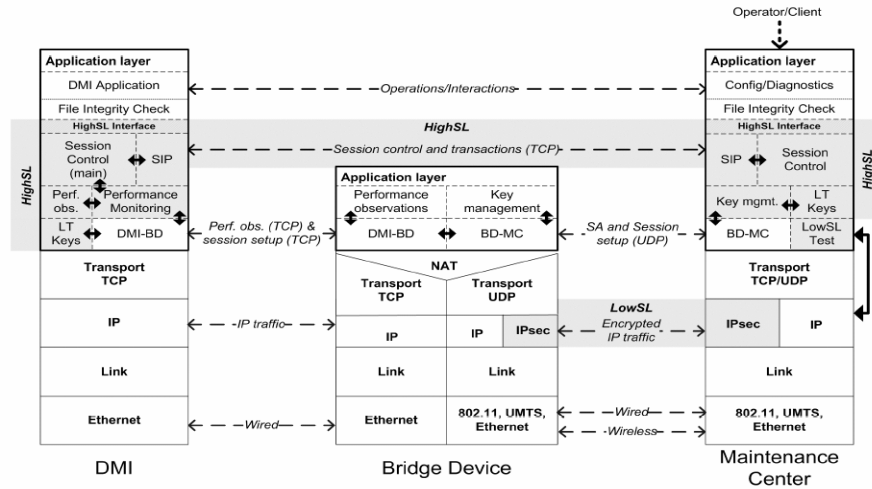 Operator/Client
Application layer
DMI Application
File Integrity Check
HighSL Interface
Session
Control
(main)
SIP
Perf.
obs.
Performance
Monitoring
LT
Keys
DMI-BD
Transport
TCP
IP
Link
Ethernet
DMI
HighSL
Operations/Interactions
HighSL
Session control and transactions (TCP)
Perf. obs. (TCP) &
session setup (TCP)
IP traffic
Wired
Application layer
Performance
observations
Key
management
DMI-BD
BD-MC
NAT
Transport
TCP
Transport
UDP
IP
IP
IPsec
Link
Link
Ethernet
802.11, UMTS,
Ethernet
Bridge Device
SA and Session
setup (UDP)
LowSL
Encrypted
IP traffic
Wired
Wireless
Application layer
Config/Diagnostics
File Integrity Check
HighSL Interface
SIP
Session
Control
Key mgmt.
LT
Keys
BD-MC
LowSL
Test
Transport
TCP/UDP
IPsec
IP
Link
802.11, UMTS,
Ethernet
Maintenance
Center
HighSL